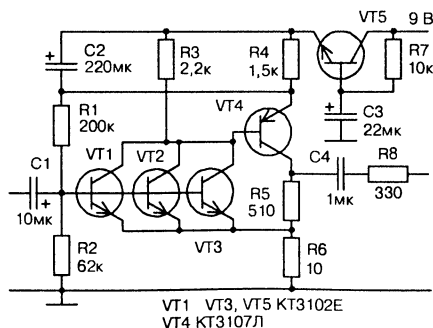 VT5
9 В
C2
220мк
R3
2,2к
R4
1,5к
R7
10к
R1
200к
VT4
C3
22мк
C1
VT1
VT2
C4
R8
10мк
R5
510
1мк
330
R2
62к
VT3
R6
10
VT1 VT3, VT5 КТ3102Е
VT4 КТ3107Л